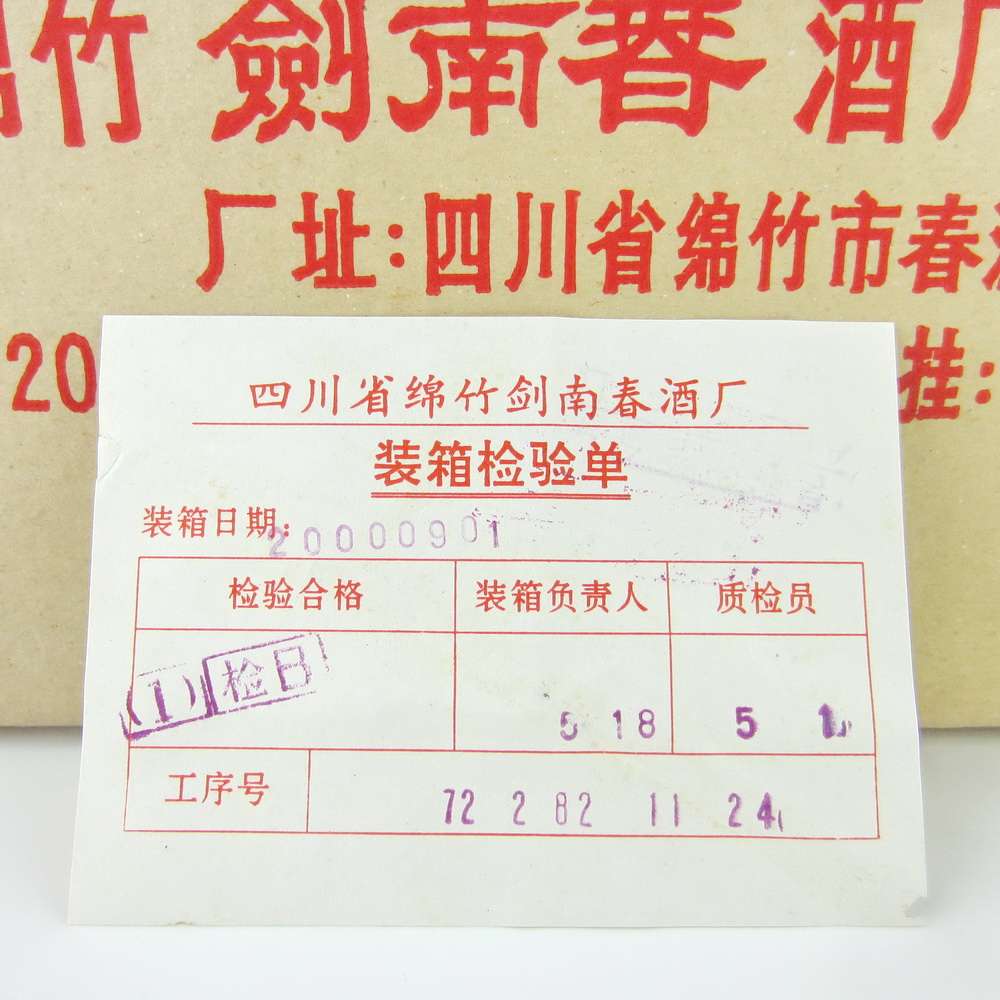 绵竹 劍南春 酒厂
厂址:四川省绵竹市春
20
挂:
四川省绵竹剑南春酒厂
装箱检验单
装箱日期: 20000901
检验合格 装箱负责人 质检员
(1) 检B 5 18 5 1
工序号 72 2 82 11 24